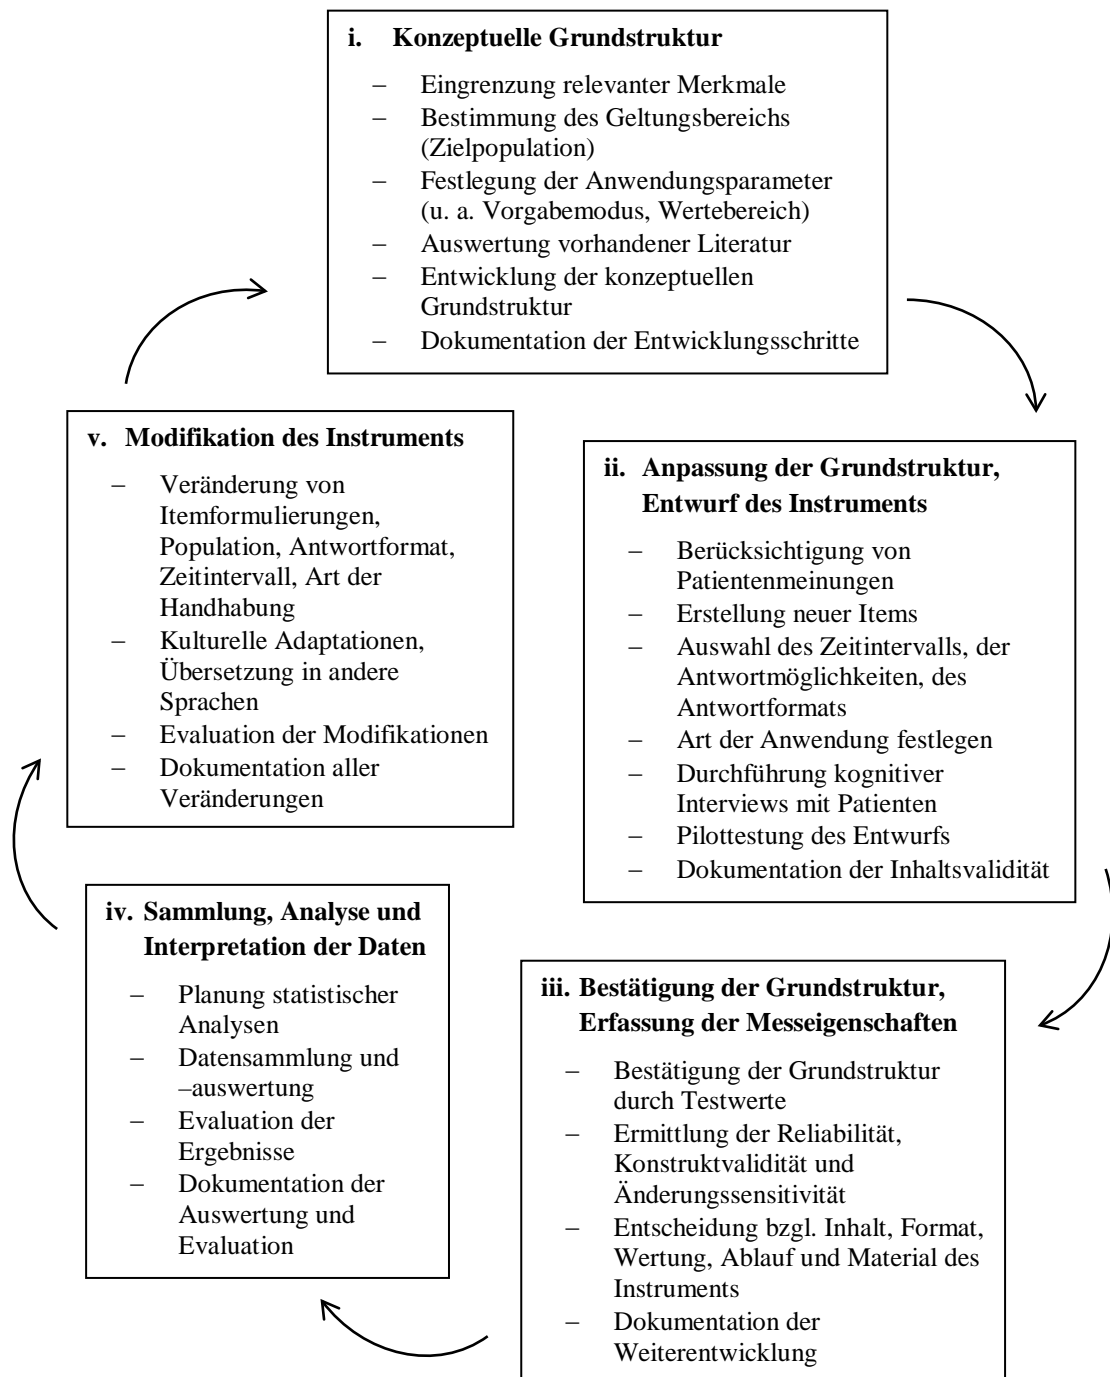 i. Konzeptuelle Grundstruktur
– Eingrenzung relevanter Merkmale
– Bestimmung des Geltungsbereichs
(Zielpopulation)
– Festlegung der Anwendungsparameter
(u. a. Vorgabemodus, Wertebereich)
– Auswertung vorhandener Literatur
– Entwicklung der konzeptuellen
Grundstruktur
– Dokumentation der Entwicklungsschritte
ii. Anpassung der Grundstruktur,
Entwurf des Instruments
– Berücksichtigung von
Patientenmeinungen
– Erstellung neuer Items
– Auswahl des Zeitintervalls, der
Antwortmöglichkeiten, des
Antwortformats
– Art der Anwendung festlegen
– Durchführung kognitiver
Interviews mit Patienten
– Pilottestung des Entwurfs
– Dokumentation der Inhaltsvalidität
iii. Bestätigung der Grundstruktur,
Erfassung der Messeigenschaften
– Bestätigung der Grundstruktur
durch Testwerte
– Ermittlung der Reliabilität,
Konstruktvalidität und
Änderungssensitivität
– Entscheidung bzgl. Inhalt, Format,
Wertung, Ablauf und Material des
Instruments
– Dokumentation der
Weiterentwicklung
iv. Sammlung, Analyse und
Interpretation der Daten
– Planung statistischer
Analysen
– Datensammlung und
–auswertung
– Evaluation der
Ergebnisse
– Dokumentation der
Auswertung und
Evaluation
v. Modifikation des Instruments
– Veränderung von
Itemformulierungen,
Population, Antwortformat,
Zeitintervall, Art der
Handhabung
– Kulturelle Adaptationen,
Übersetzung in andere
Sprachen
– Evaluation der Modifikationen
– Dokumentation aller
Veränderungen